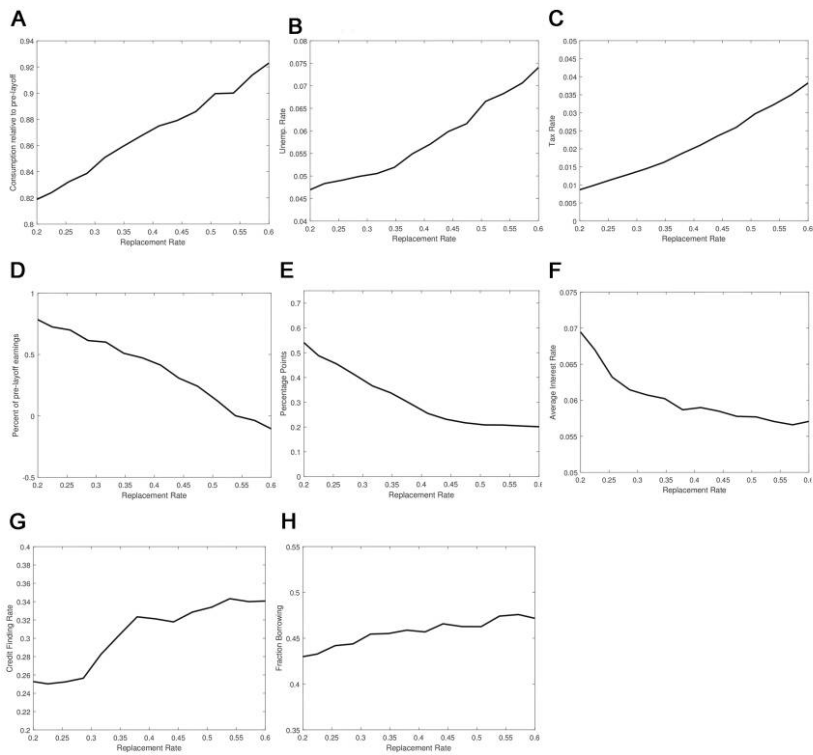 A
Consumption relative to pre-layoff
0.94
0.92
0.9
0.88
0.86
0.84
0.82
0.8
0.2 0.25 0.3 0.35 0.4 0.45 0.5 0.55 0.6
Replacement Rate
B
Unemp. Rate
0.08
0.075
0.07
0.065
0.06
0.055
0.05
0.045
0.04
0.2 0.25 0.3 0.35 0.4 0.45 0.5 0.55 0.6
Replacement Rate
C
Tax Rate
0.05
0.045
0.04
0.035
0.03
0.025
0.02
0.015
0.01
0.005
0
0.2 0.25 0.3 0.35 0.4 0.45 0.5 0.55 0.6
Replacement Rate
D
Percent of pre-layoff earnings
1
0.5
0
-0.5
0.2 0.25 0.3 0.35 0.4 0.45 0.5 0.55 0.6
Replacement Rate
E
Percentage Points
0.7
0.6
0.5
0.4
0.3
0.2
0.1
0
0.2 0.25 0.3 0.35 0.4 0.45 0.5 0.55 0.6
Replacement Rate
F
Average Interest Rate
0.075
0.07
0.065
0.06
0.055
0.05
0.2 0.25 0.3 0.35 0.4 0.45 0.5 0.55 0.6
Replacement Rate
G
Credit Finding Rate
0.4
0.38
0.36
0.34
0.32
0.3
0.28
0.26
0.24
0.22
0.2
0.2 0.25 0.3 0.35 0.4 0.45 0.5 0.55 0.6
Replacement Rate
H
Fraction Borrowing
0.55
0.5
0.45
0.4
0.35
0.2 0.25 0.3 0.35 0.4 0.45 0.5 0.55 0.6
Replacement Rate